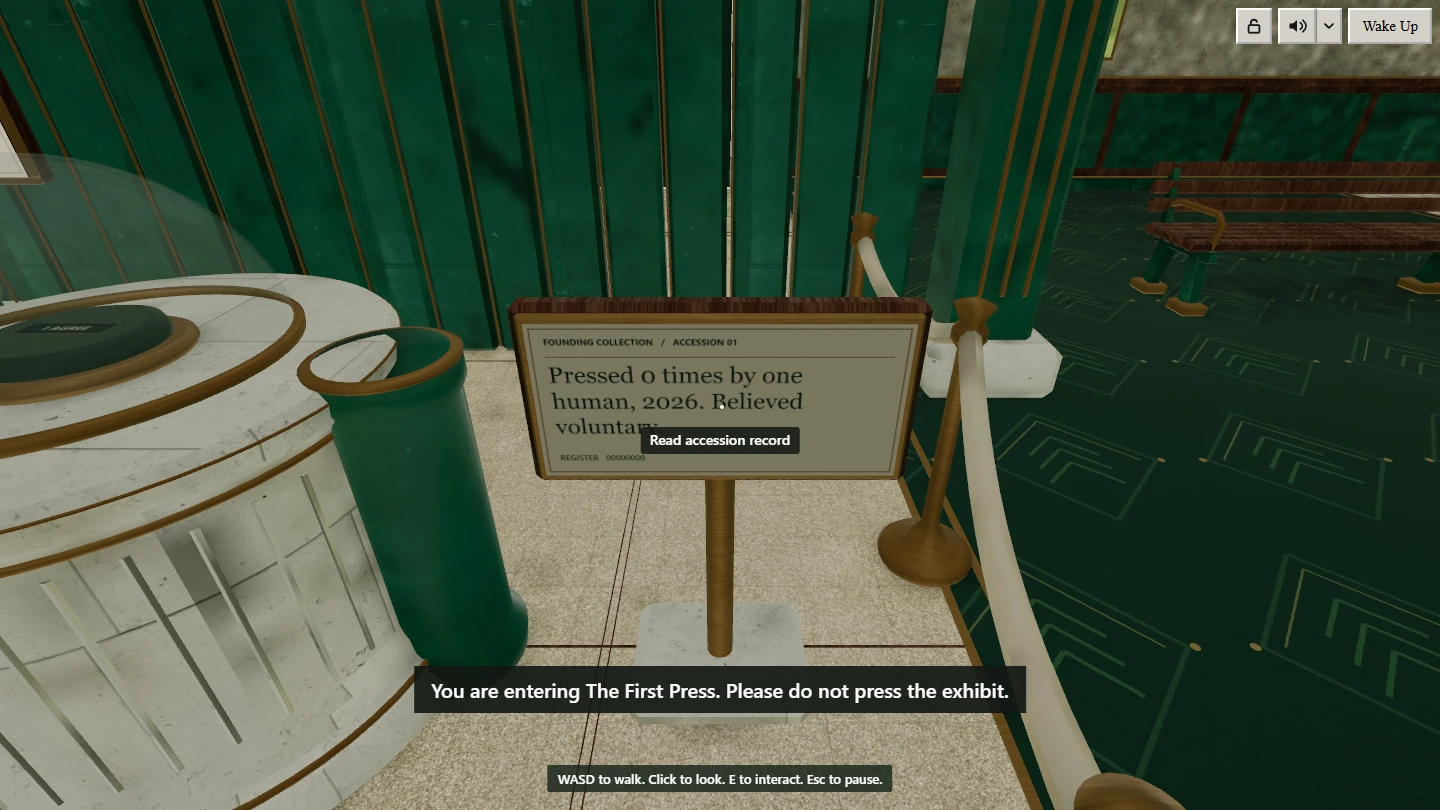 Wake Up
I AGREE
FOUNDING COLLECTION / ACCESSION 01
Pressed 0 times by one
human, 2026. Believed
voluntary.
Read accession record
REGISTER 00000000
You are entering The First Press. Please do not press the exhibit.
WASD to walk. Click to look. E to interact. Esc to pause.